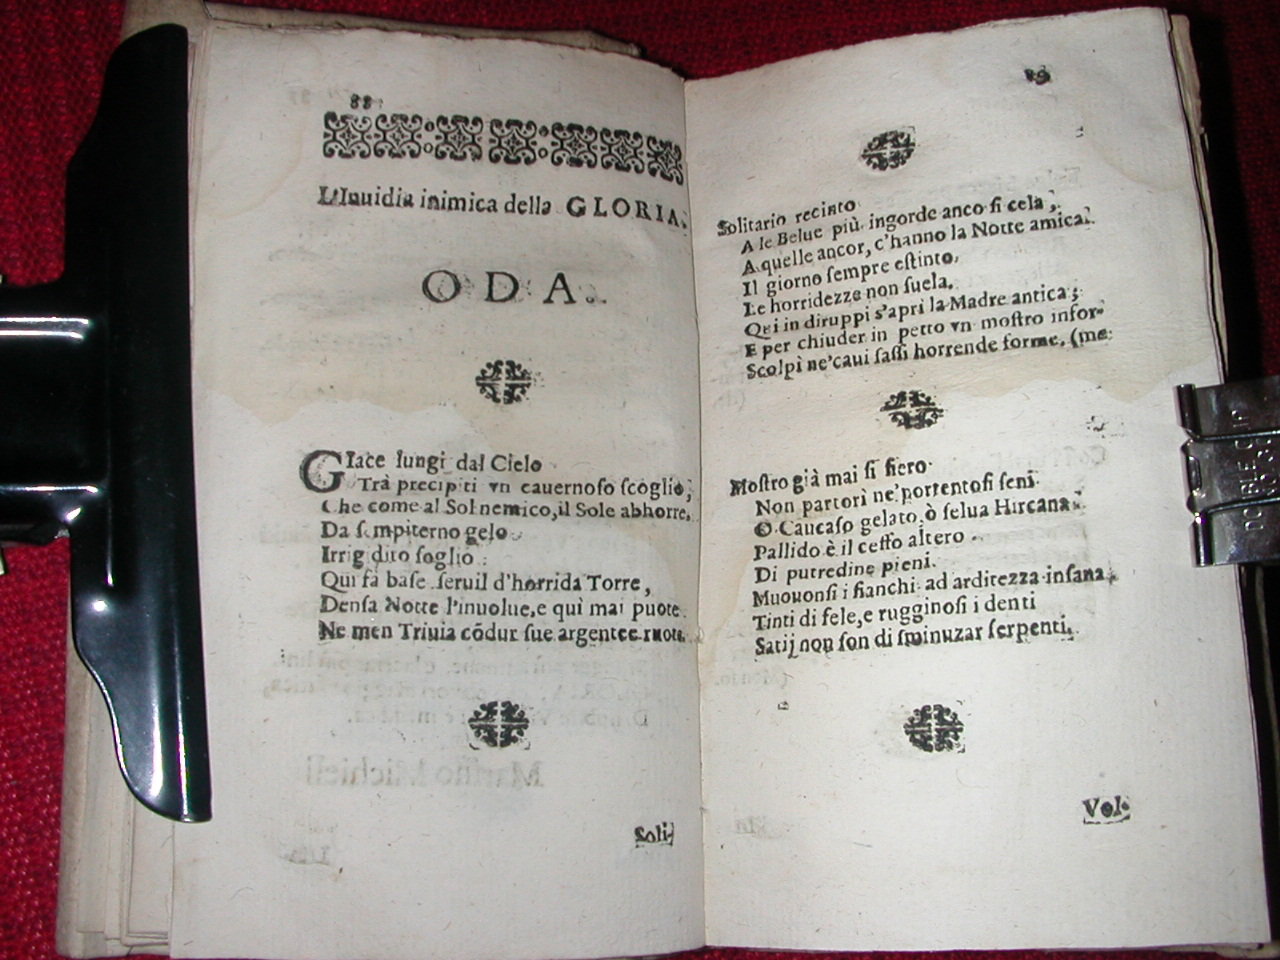 88
L'Inuidia inimica della GLORIA.
ODA.
GIace lungi dal Cielo
Trà precipiti vn cauernoso scoglio,
Che come al Sol nemico, il Sole abhorre,
Da sempiterno gelo
Irrigidito soglio
Qui fà base seruil d'horrida Torre,
Densa Notte l'inuolue, e quì mai puote
Ne men Triuia cōdur sue argentee ruote.
Soli-
89
Solitario recinto
A le Belue più ingorde anco si cela,
A quelle ancor, c'hanno la Notte amica.
Il giorno sempre estinto,
Le horridezze non suela.
Qui in diruppi s'aprì la Madre antica;
E per chiuder in petto vn mostro infor-
Scolpì ne'caui sassi horrende forme, (me
Mostro già mai sì fiero
Non partorì ne'portentosi seni
O Caucaso gelato, ò selua Hircana.
Pallido è il ceffo altero
Di putredine pieni.
Muouonsi i fianchi ad arditezza insana,
Tinti di fele, e rugginosi i denti
Satij non son di sminuzar serpenti.
Vol-